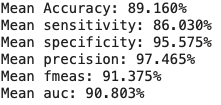 Mean Accuracy: 89.160%
Mean sensitivity: 86.030%
Mean specificity: 95.575%
Mean precision: 97.465%
Mean fmeas: 91.375%
Mean auc: 90.803%